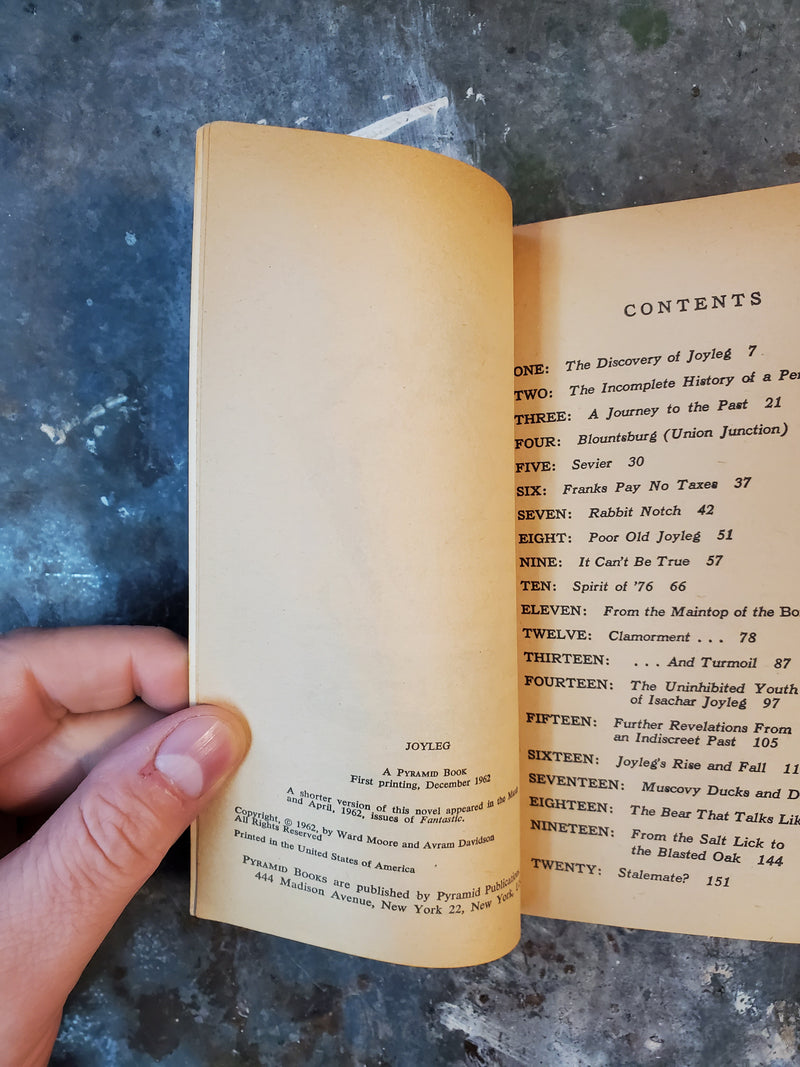 JOYLEG
A PYRAMID BOOK
First printing, December 1962
A shorter version of this novel appeared in the
and April, 1962, issues of Fantastic.
Copyright, © 1962, by Ward Moore and Avram Davidson
All Rights Reserved
Printed in the United States of America
PYRAMID BOOKS are published by Pyramid
444 Madison Avenue, New York 22, New York,
CONTENTS
ONE: The Discovery of Joyleg 7
TWO: The Incomplete History of a
THREE: A Journey to the Past 21
FOUR: Blountsburg (Union Junction)
FIVE: Sevier 30
SIX: Franks Pay No Taxes 37
SEVEN: Rabbit Notch 42
EIGHT: Poor Old Joyleg 51
NINE: It Can't Be True 57
TEN: Spirit of '76 66
ELEVEN: From the Maintop of the
TWELVE: Clamorment . . . 78
THIRTEEN: . . . And Turmoil 87
FOURTEEN: The Uninhibited Youth
of Isachar Joyleg 97
FIFTEEN: Further Revelations From
an Indiscreet Past 105
SIXTEEN: Joyleg's Rise and Fall
SEVENTEEN: Muscovy Ducks and
EIGHTEEN: The Bear That Talks
NINETEEN: From the Salt Lick to
the Blasted Oak 144
TWENTY: Stalemate? 151